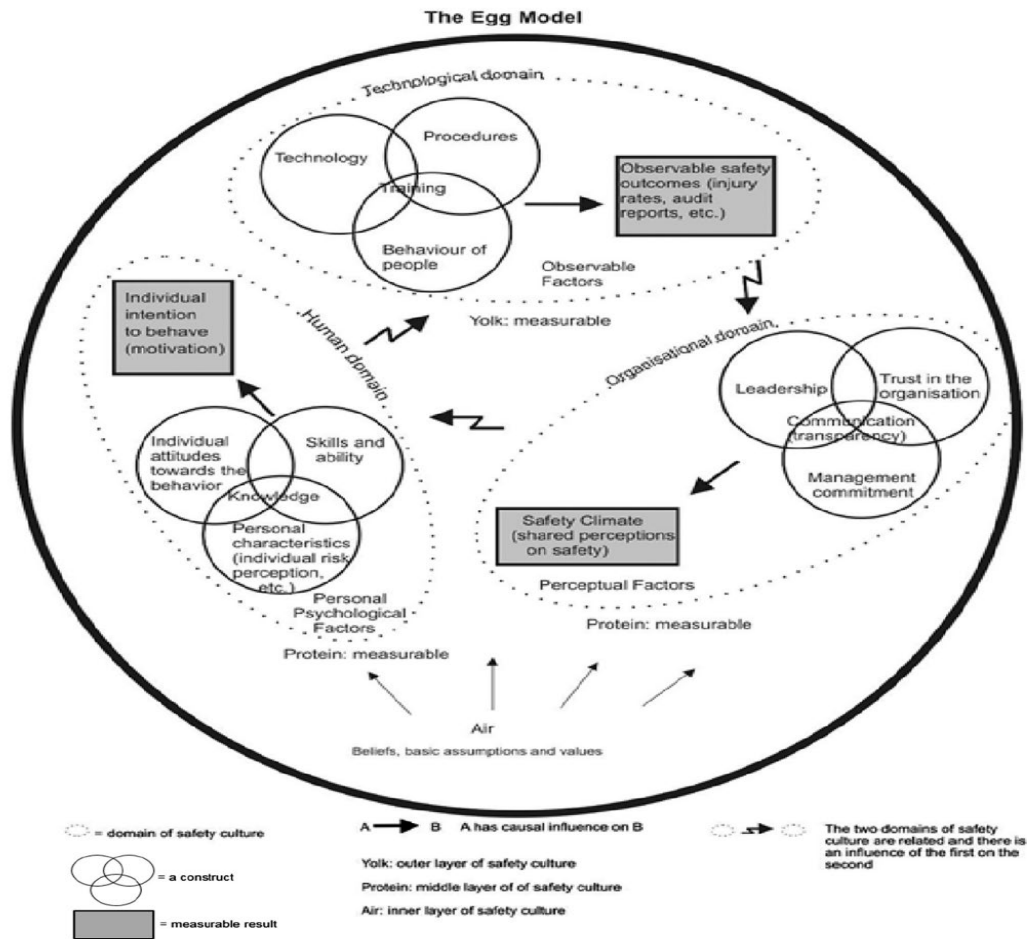 The Egg Model
Technological domain
Technology
Procedures
Training
Behaviour of
people
Observable safety
outcomes (injury
rates, audit
reports, etc.)
Observable
Factors
Yolk: measurable
Individual
intention
to behave
(motivation)
Human domain
Individual
attitudes
towards the
behavior
Skills and
ability
Knowledge
Personal
characteristics
(individual risk
perception,
etc.)
Personal
Psychological
Factors
Protein: measurable
Organisational domain
Leadership
Trust in the
organisation
Communication
(transparency)
Management
commitment
Safety Climate
(shared perceptions
on safety)
Perceptual Factors
Protein: measurable
Air
Beliefs, basic assumptions and values
= domain of safety culture
= a construct
= measurable result
A B A has causal influence on B
Yolk: outer layer of safety culture
Protein: middle layer of of safety culture
Air: inner layer of safety culture
The two domains of safety
culture are related and there is
an influence of the first on the
second